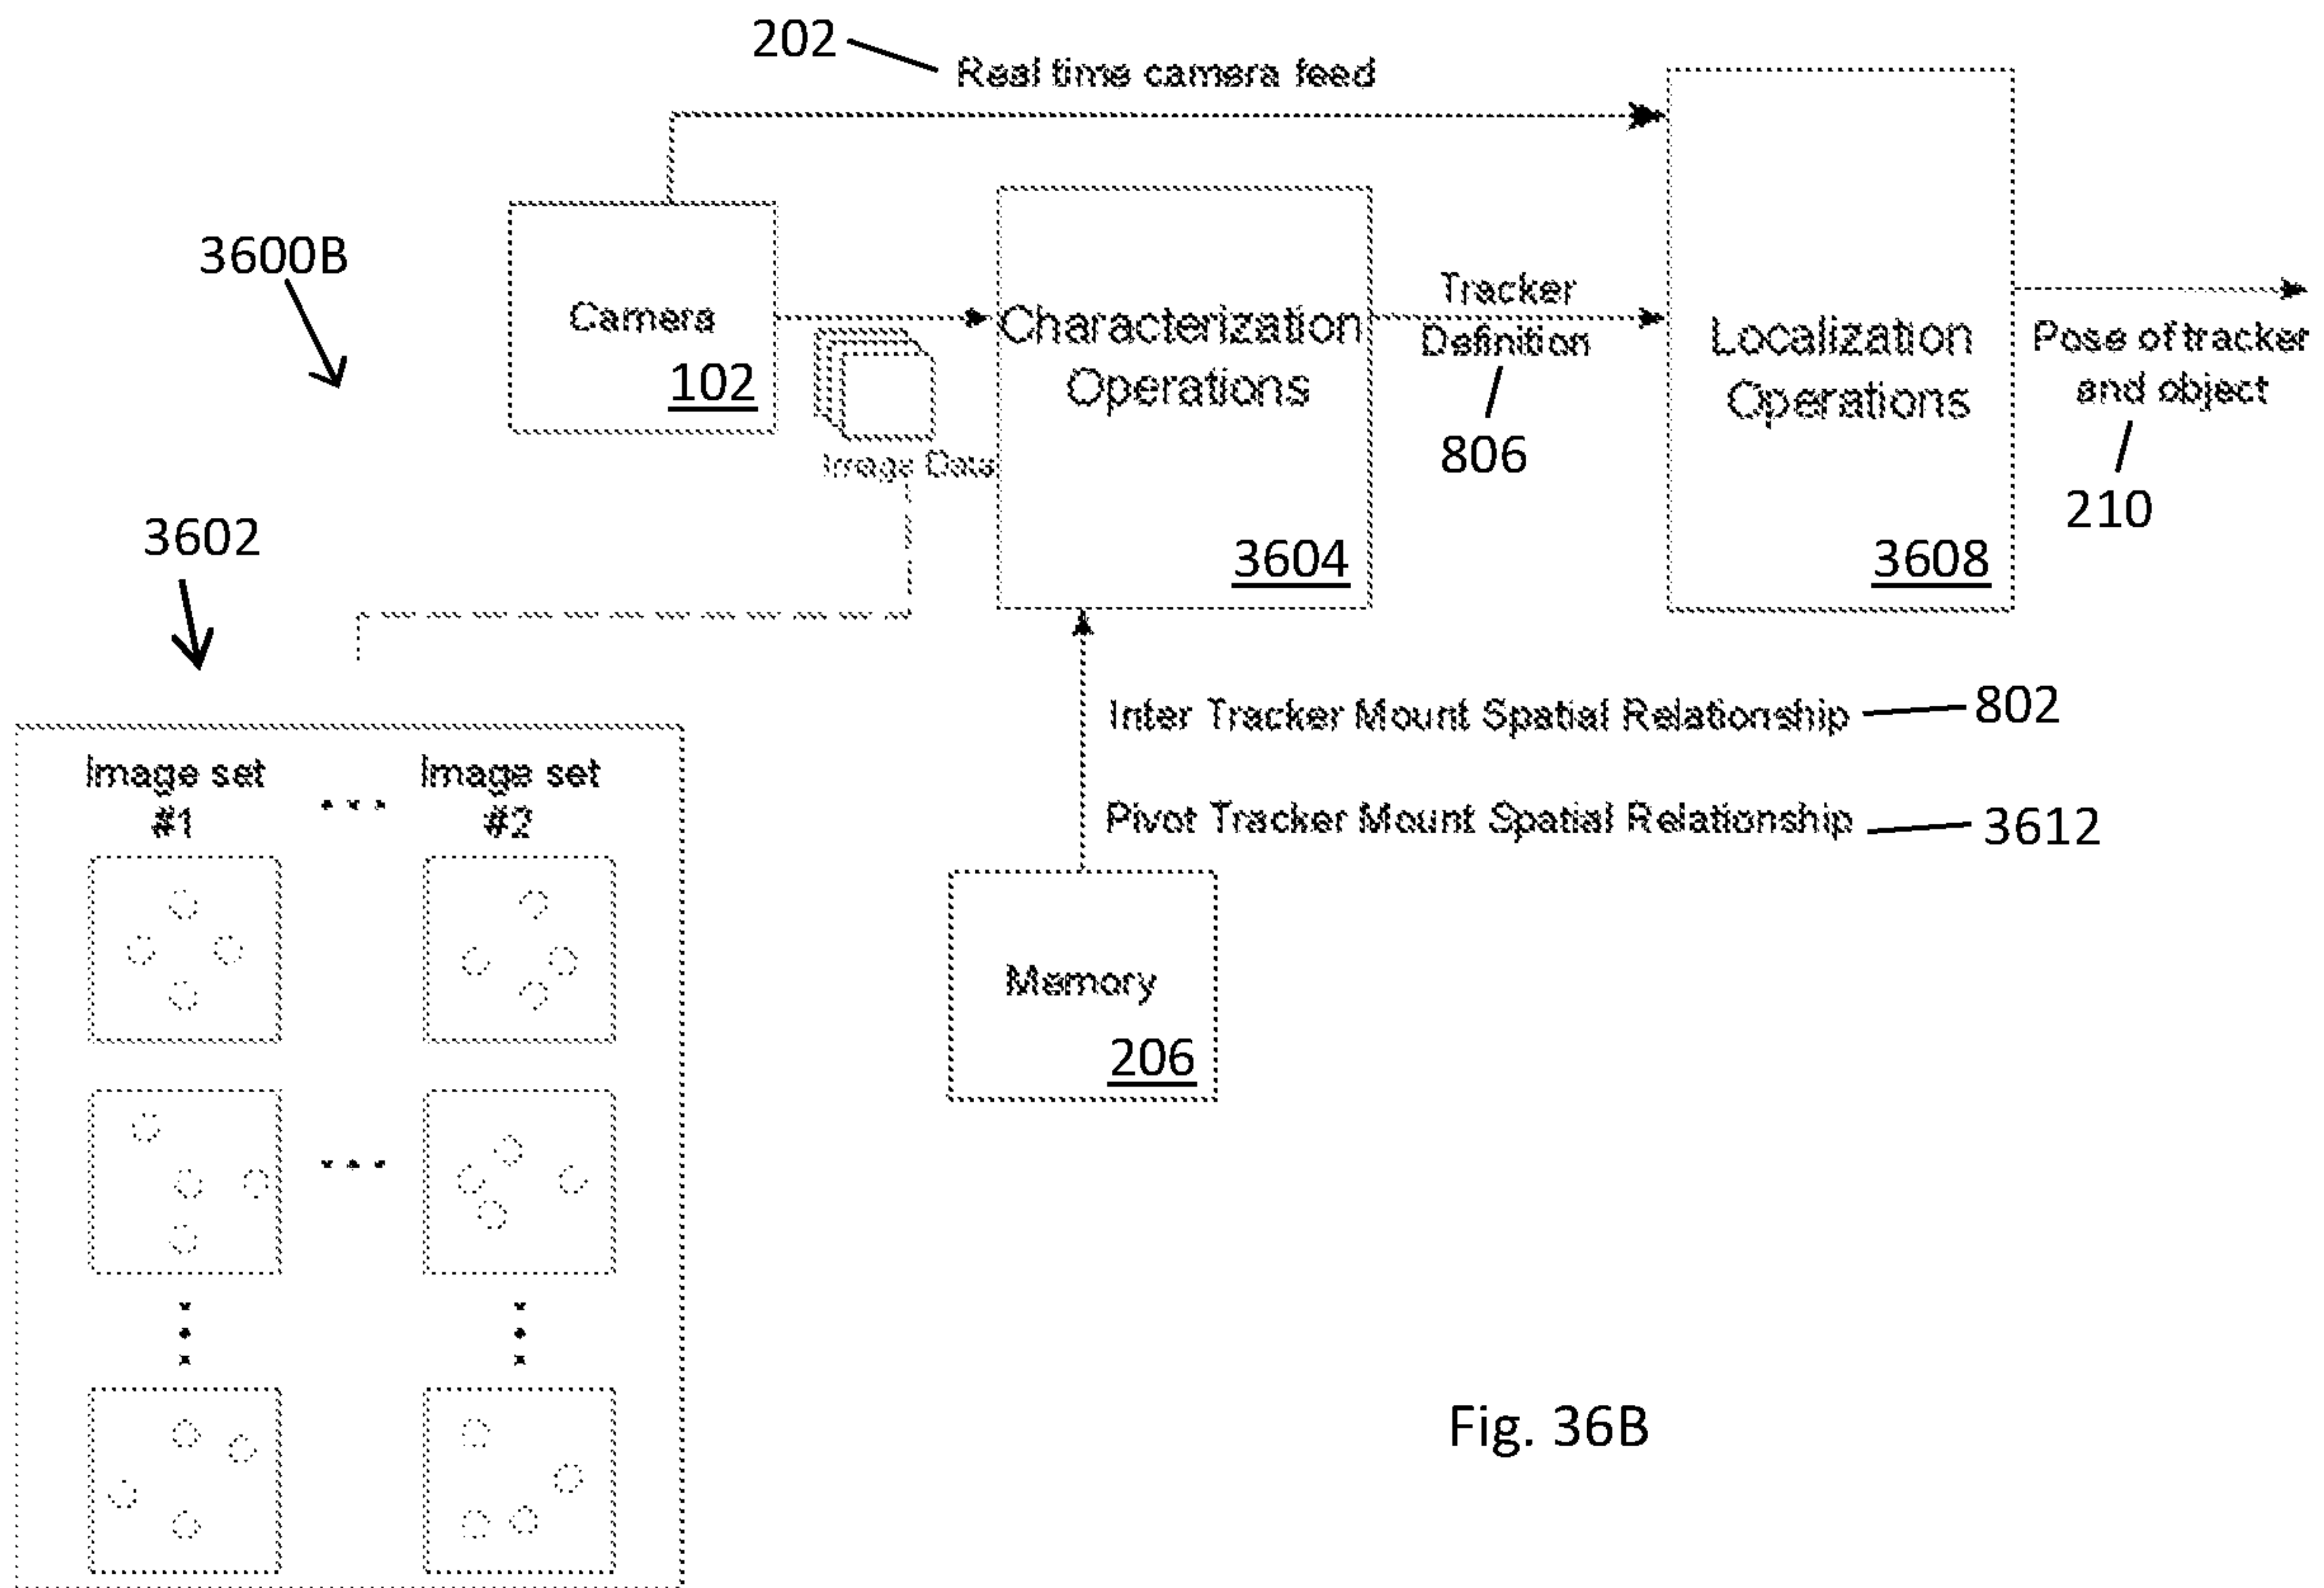 202
Real time camera feed
3600B
Camera
102
Image Data
Characterization
Operations
3604
Tracker
Definition
806
Localization
Operations
3608
Pose of tracker
and object
210
3602
Inter Tracker Mount Spatial Relationship
802
Pivot Tracker Mount Spatial Relationship
3612
Memory
206
Image set
#1
...
Image set
#2
...
Fig. 36B